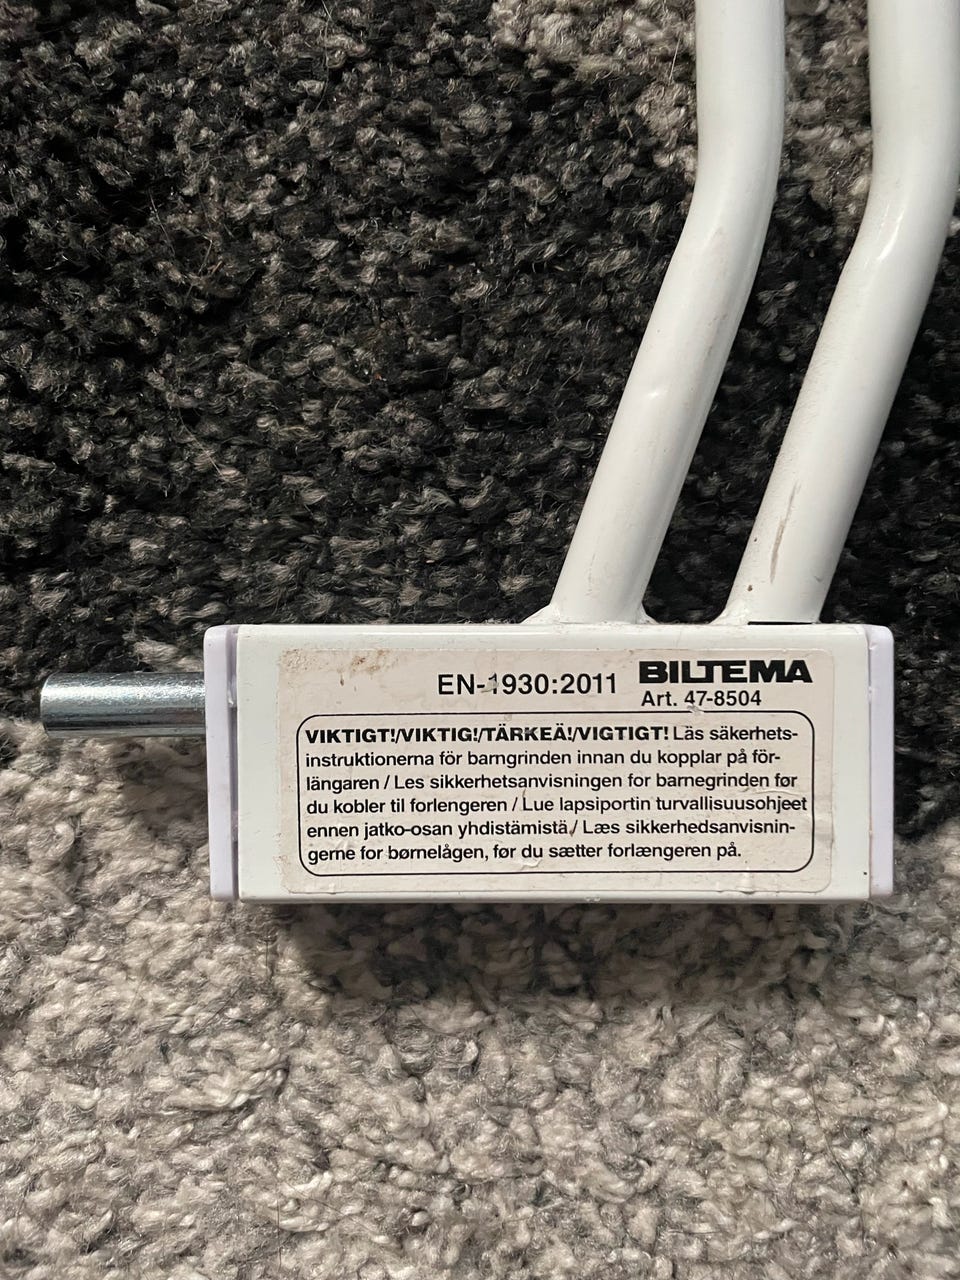 EN-1930:2011 BILTEMA
Art. 47-8504
VIKTIGT!/VIKTIG!/TÄRKEÄ!/VIGTIGT! Läs säkerhets-
instruktionerna för barngrinden innan du kopplar på för-
längaren / Les sikkerhetsanvisningen for barnegrinden før
du kobler til forlengeren / Lue lapsiportin turvallisuusohjeet
ennen jatko-osan yhdistämistä / Læs sikkerhedsanvisnin-
gerne for børnelågen, før du sætter forlængeren på.